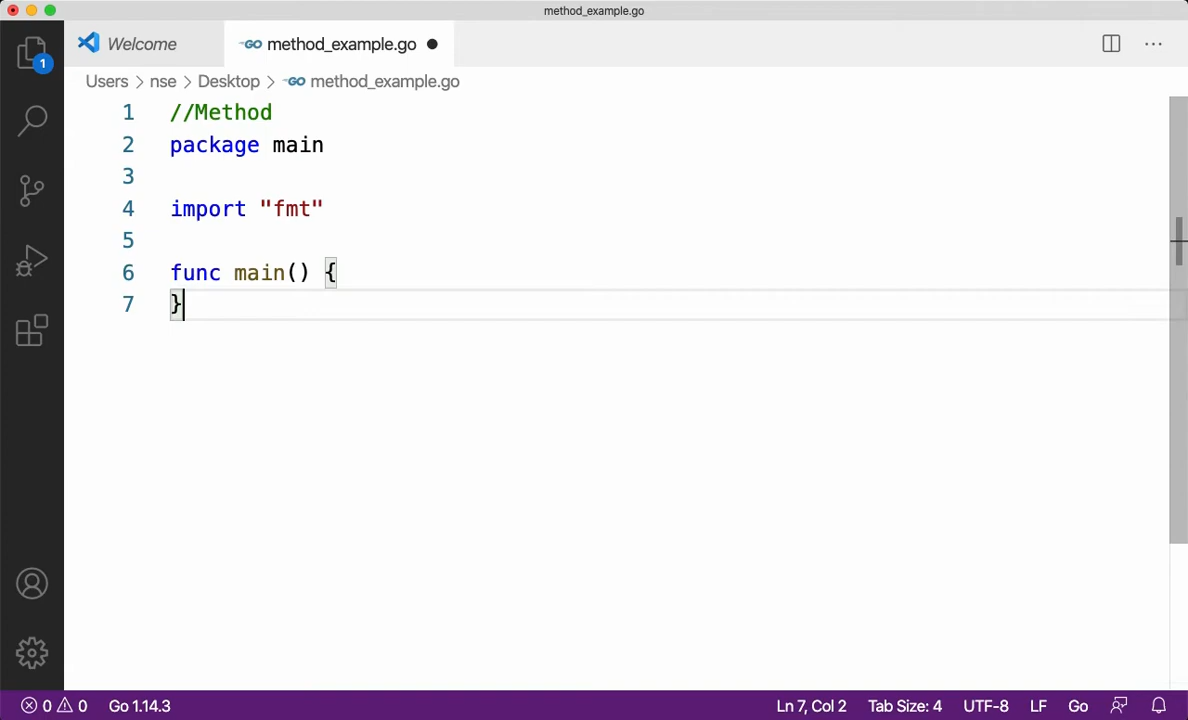 method_example.go
Welcome
GO method_example.go
Users > nse > Desktop > GO method_example.go
1 //Method
2 package main
3
4 import "fmt"
5
6 func main() {
7 }
1
0 0 Go 1.14.3 Ln 7, Col 2 Tab Size: 4 UTF-8 LF Go